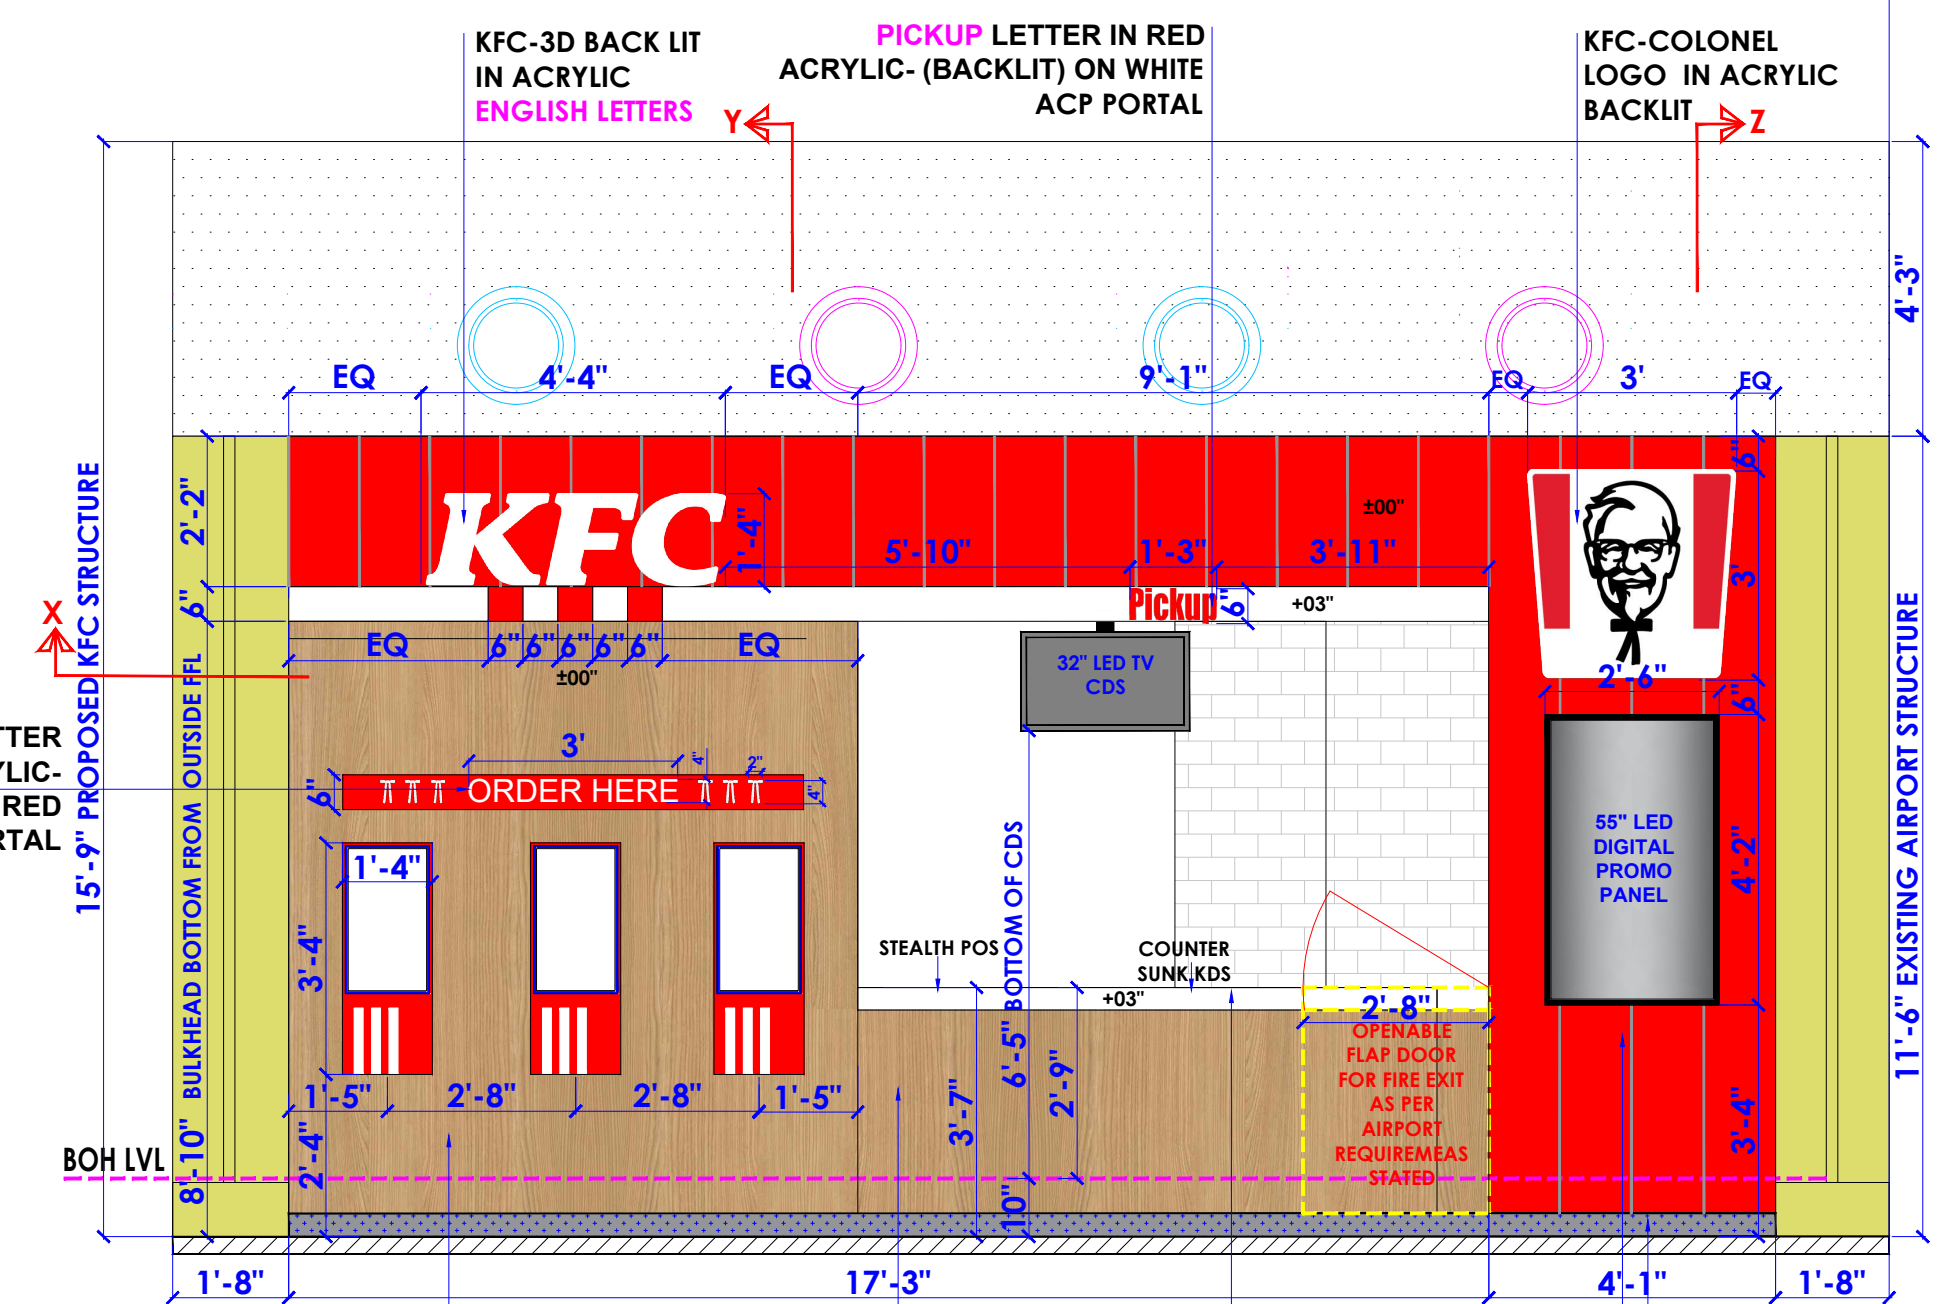 KFC-3D BACK LIT
IN ACRYLIC
ENGLISH LETTERS
PICKUP LETTER IN RED
ACRYLIC- (BACKLIT) ON WHITE
ACP PORTAL
KFC-COLONEL
LOGO IN ACRYLIC
BACKLIT
Y
Z
4'-3"
EQ
4'-4"
EQ
9'-1"
EQ
3'
EQ
15'-9" PROPOSED KFC STRUCTURE
2'-2"
6"
8'-10" BULKHEAD BOTTOM FROM OUTSIDE FFL
KFC
1'-4"
5'-10"
1'-3"
3'-11"
±00"
6"
3'
6"
4'-2"
3'-4"
11'-6" EXISTING AIRPORT STRUCTURE
X
Pickup
6"
+03"
EQ
6"
6"
6"
6"
6"
EQ
±00"
32" LED TV
CDS
2'-6"
TTER
YLIC-
RED
RTAL
3'
4"
2"
6"
ORDER HERE
4"
1'-4"
3'-4"
55" LED
DIGITAL
PROMO
PANEL
STEALTH POS
COUNTER
SUNK KDS
+03"
6'-5" BOTTOM OF CDS
2'-9"
3'-7"
10"
2'-8"
OPENABLE
FLAP DOOR
FOR FIRE EXIT
AS PER
AIRPORT
REQUIREMEAS
STATED
1'-5"
2'-8"
2'-8"
1'-5"
2'-4"
BOH LVL
1'-8"
17'-3"
4'-1"
1'-8"